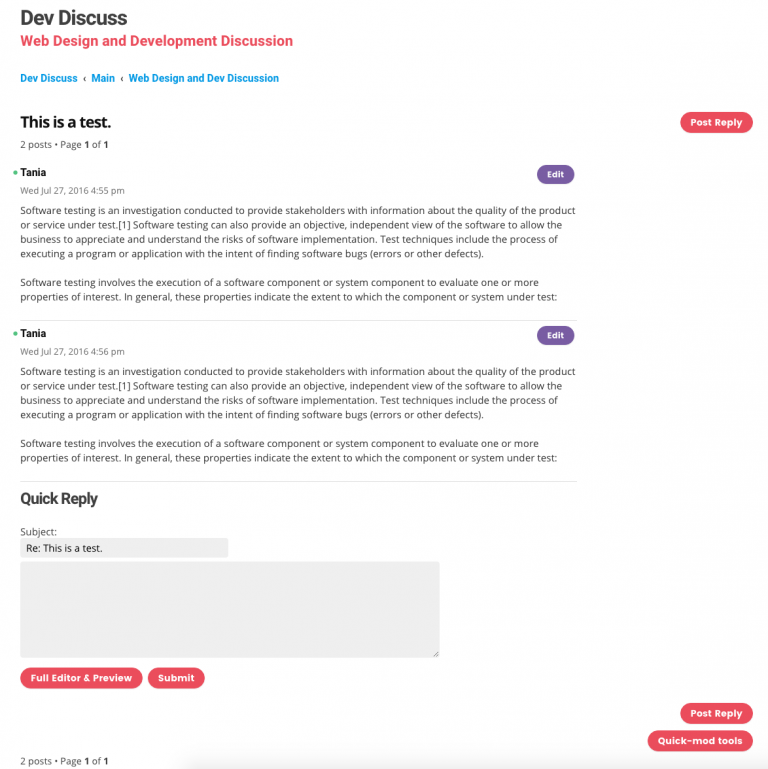 Dev Discuss
Web Design and Development Discussion
Dev Discuss ‹ Main ‹ Web Design and Dev Discussion
This is a test.
Post Reply
2 posts • Page 1 of 1
Tania
Edit
Wed Jul 27, 2016 4:55 pm
Software testing is an investigation conducted to provide stakeholders with information about the quality of the product
or service under test.[1] Software testing can also provide an objective, independent view of the software to allow the
business to appreciate and understand the risks of software implementation. Test techniques include the process of
executing a program or application with the intent of finding software bugs (errors or other defects).
Software testing involves the execution of a software component or system component to evaluate one or more
properties of interest. In general, these properties indicate the extent to which the component or system under test:
Tania
Edit
Wed Jul 27, 2016 4:56 pm
Software testing is an investigation conducted to provide stakeholders with information about the quality of the product
or service under test.[1] Software testing can also provide an objective, independent view of the software to allow the
business to appreciate and understand the risks of software implementation. Test techniques include the process of
executing a program or application with the intent of finding software bugs (errors or other defects).
Software testing involves the execution of a software component or system component to evaluate one or more
properties of interest. In general, these properties indicate the extent to which the component or system under test:
Quick Reply
Subject:
Re: This is a test.
Full Editor & Preview
Submit
Post Reply
Quick-mod tools
2 posts • Page 1 of 1